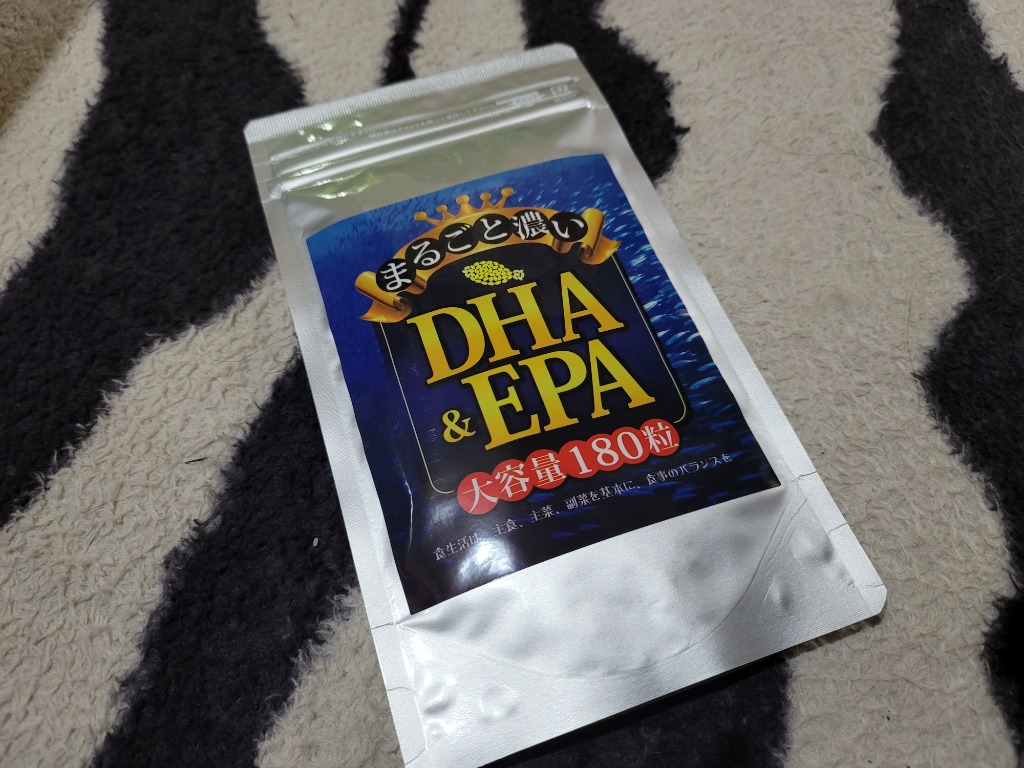 まるごと濃い
DHA
&EPA
大容量180粒
食生活は、主食、主菜、副菜を基本に、食事のバランスを